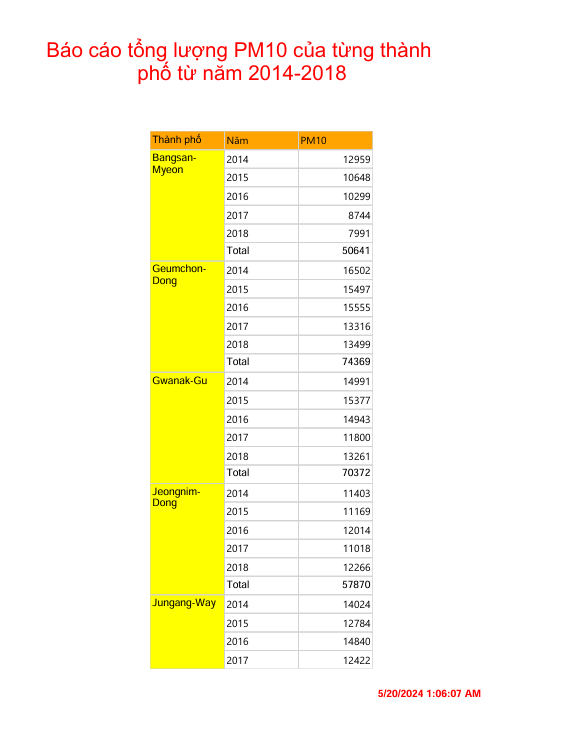 Báo cáo tổng lượng PM10 của từng thành
phố từ năm 2014-2018
Thành phố Năm PM10
Bangsan-
Myeon
2014 12959
2015 10648
2016 10299
2017 8744
2018 7991
Total 50641
Geumchon-
Dong
2014 16502
2015 15497
2016 15555
2017 13316
2018 13499
Total 74369
Gwanak-Gu 2014 14991
2015 15377
2016 14943
2017 11800
2018 13261
Total 70372
Jeongnim-
Dong
2014 11403
2015 11169
2016 12014
2017 11018
2018 12266
Total 57870
Jungang-Way 2014 14024
2015 12784
2016 14840
2017 12422
5/20/2024 1:06:07 AM